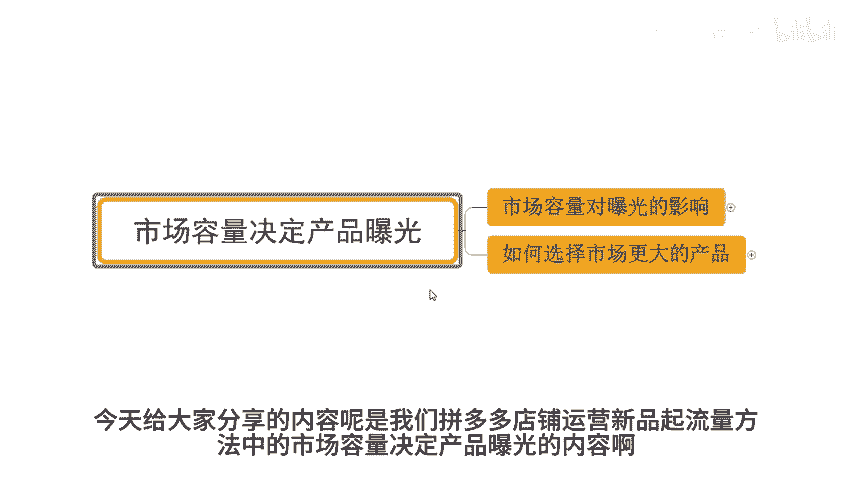 市场容量决定产品曝光
市场容量对曝光的影响
如何选择市场更大的产品
今天给大家分享的内容呢是我们拼多多店铺运营新品起流量方
法中的市场容量决定产品曝光的内容啊